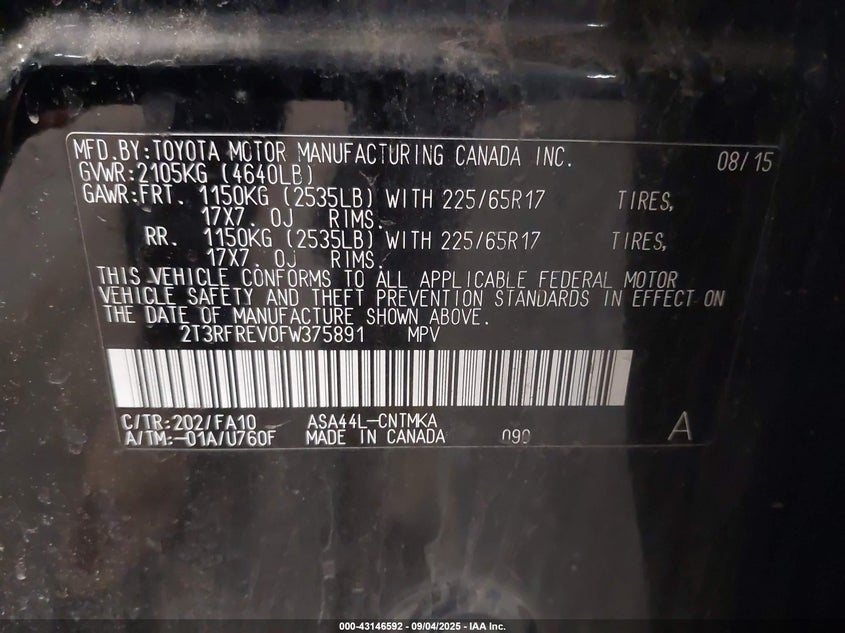 MFD.BY:TOYOTA MOTOR MANUFACTURING CANADA INC. 08/15
GVWR:2105KG (4640LB)
GAWR:FRT. 1150KG (2535LB) WITH 225/65R17 TIRES,
17X7.0J RIMS.
RR. 1150KG (2535LB) WITH 225/65R17 TIRES,
17X7.0J RIMS.
THIS VEHICLE CONFORMS TO ALL APPLICABLE FEDERAL MOTOR
VEHICLE SAFETY AND THEFT PREVENTION STANDARDS IN EFFECT ON
THE DATE OF MANUFACTURE SHOWN ABOVE.
2T3RFREV0FW375891 MPV
C/TR:202/FA10 ASA44L-CNTMKA
A/TM:-01A/U760F MADE IN CANADA 090 A
000-43146592 - 09/04/2025 - IAA Inc.